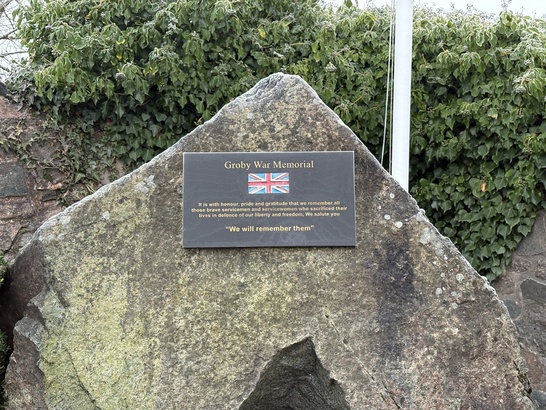 Groby War Memorial
It is with honour, pride and gratitude that we remember all
those brave servicemen and servicewomen who sacrificed their
lives in defence of our liberty and freedom, We salute you
"We will remember them"